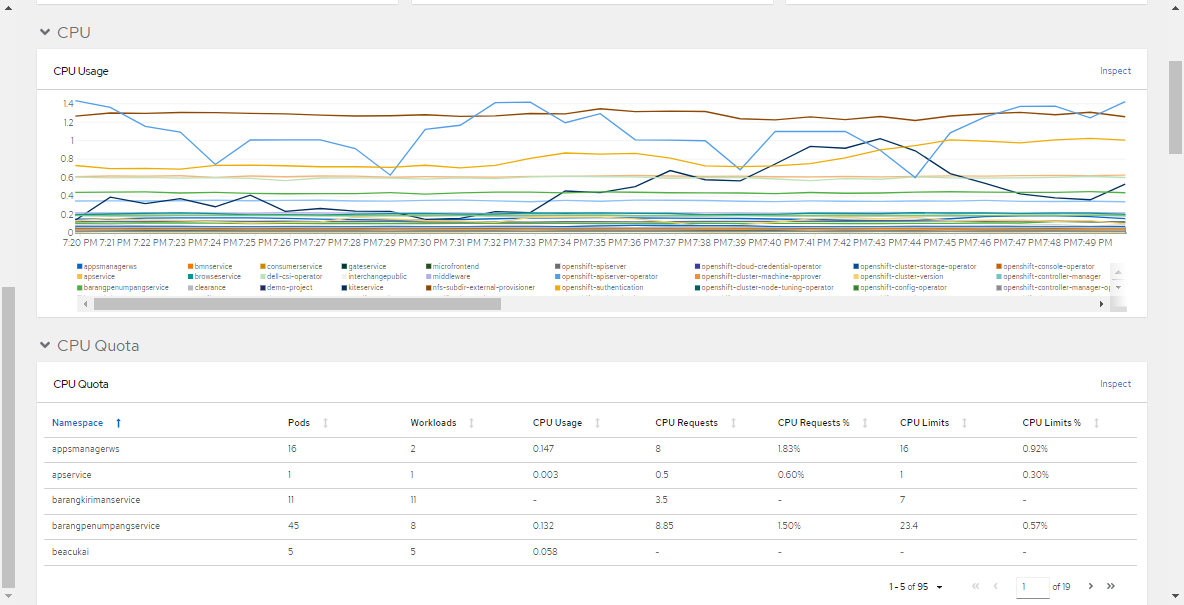 CPU
CPU Usage Inspect
1.4
1.2
1
0.8
0.6
0.4
0.2
0
7:20 PM 7:21 PM 7:22 PM 7:23 PM 7:24 PM 7:25 PM 7:26 PM 7:27 PM 7:28 PM 7:29 PM 7:30 PM 7:31 PM 7:32 PM 7:33 PM 7:34 PM 7:35 PM 7:36 PM 7:37 PM 7:38 PM 7:39 PM 7:40 PM 7:41 PM 7:42 PM 7:43 PM 7:44 PM 7:45 PM 7:46 PM 7:47 PM 7:48 PM 7:49 PM
appsmanagerws bmnservice consumerservice gateservice microfrontend openshift-apiserver openshift-cloud-credential-operator openshift-cluster-storage-operator openshift-console-operator
apservice browseservice dell-csi-operator interchangepublic middleware openshift-apiserver-operator openshift-cluster-machine-approver openshift-cluster-version openshift-controller-manager
barangpenumpangservice clearance demo-project kiteservice nfs-subdir-external-provisioner openshift-authentication openshift-cluster-node-tuning-operator openshift-config-operator openshift-controller-manager-op
CPU Quota
CPU Quota Inspect
Namespace Pods Workloads CPU Usage CPU Requests CPU Requests % CPU Limits CPU Limits %
appsmanagerws 16 2 0.147 8 1.83% 16 0.92%
apservice 1 1 0.003 0.5 0.60% 1 0.30%
barangkirimanservice 11 11 - 3.5 - 7 -
barangpenumpangservice 45 8 0.132 8.85 1.50% 23.4 0.57%
beacukai 5 5 0.058 - - - -
1 - 5 of 95 1 of 19